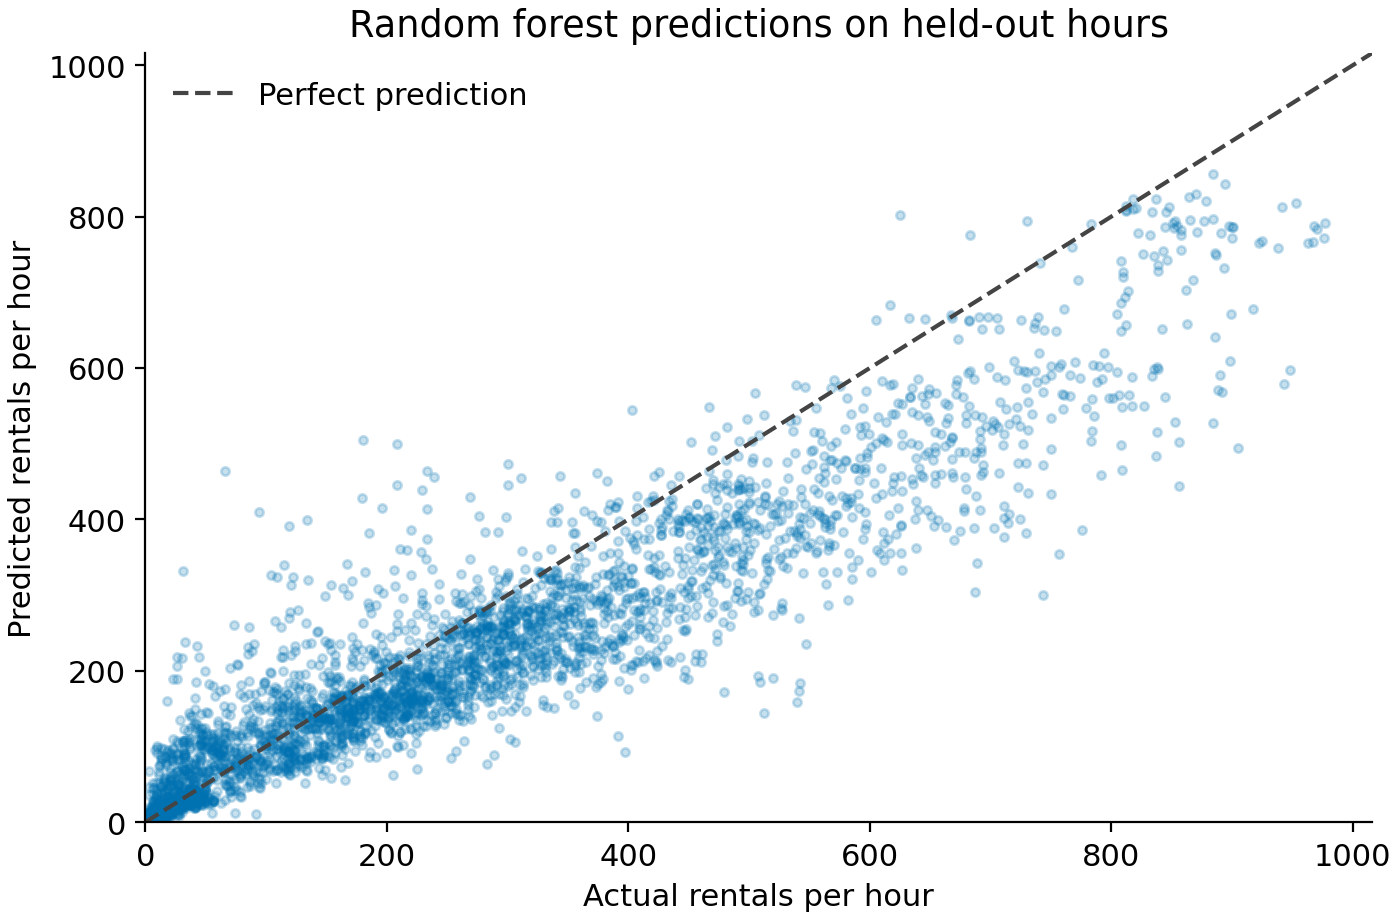 Random forest predictions on held-out hours
Perfect prediction
Predicted rentals per hour
1000
800
600
400
200
0
0 200 400 600 800 1000
Actual rentals per hour